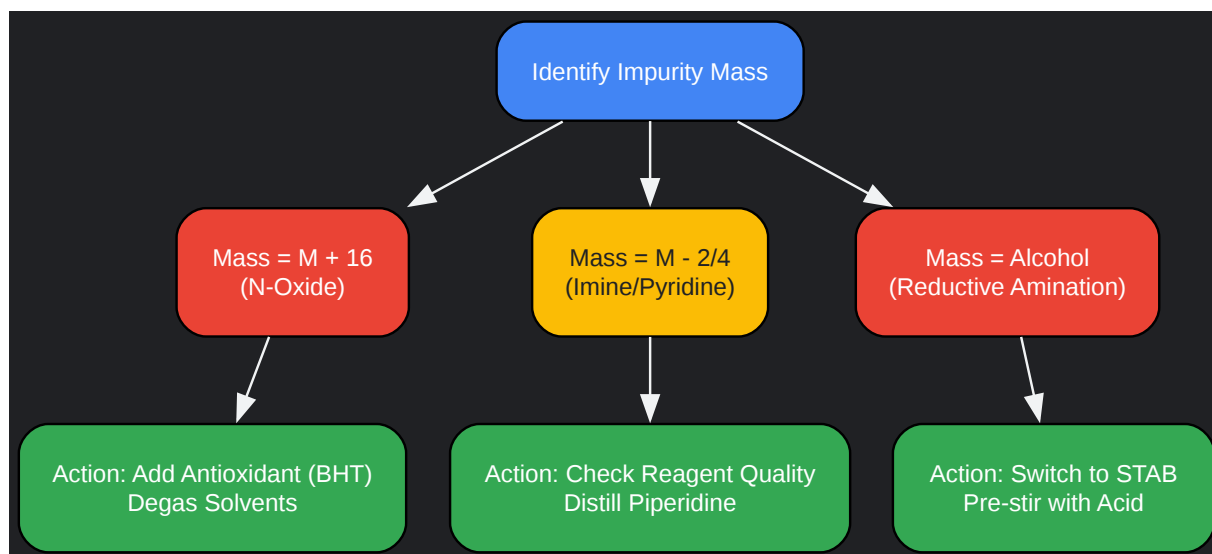 Identify Impurity Mass
Mass = M + 16
(N-Oxide)
Mass = M - 2/4
(Imine/Pyridine)
Mass = Alcohol
(Reductive Amination)
Action: Add Antioxidant (BHT)
Degas Solvents
Action: Check Reagent Quality
Distill Piperidine
Action: Switch to STAB
Pre-stir with Acid